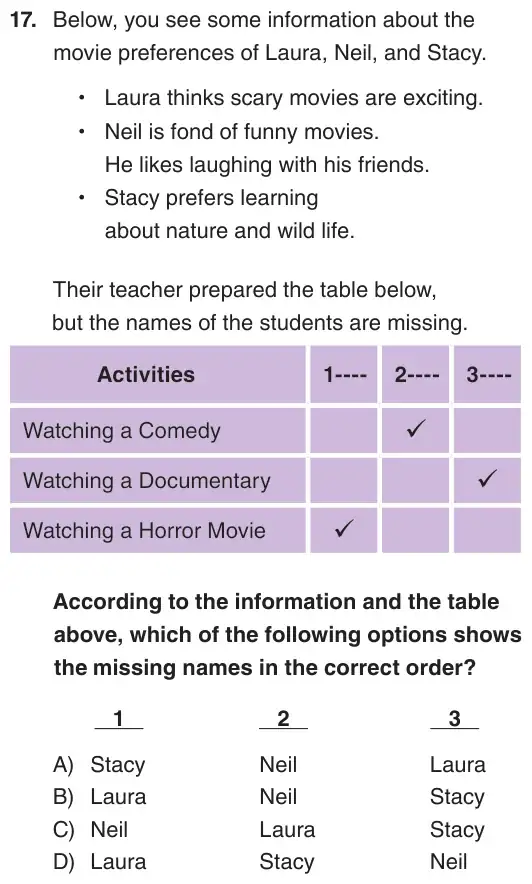 17. Below, you see some information about the
movie preferences of Laura, Neil, and Stacy.
• Laura thinks scary movies are exciting.
• Neil is fond of funny movies.
He likes laughing with his friends.
• Stacy prefers learning
about nature and wild life.
Their teacher prepared the table below,
but the names of the students are missing.
Activities 1---- 2---- 3----
Watching a Comedy ✓
Watching a Documentary ✓
Watching a Horror Movie ✓
According to the information and the table
above, which of the following options shows
the missing names in the correct order?
1 2 3
A) Stacy Neil Laura
B) Laura Neil Stacy
C) Neil Laura Stacy
D) Laura Stacy Neil